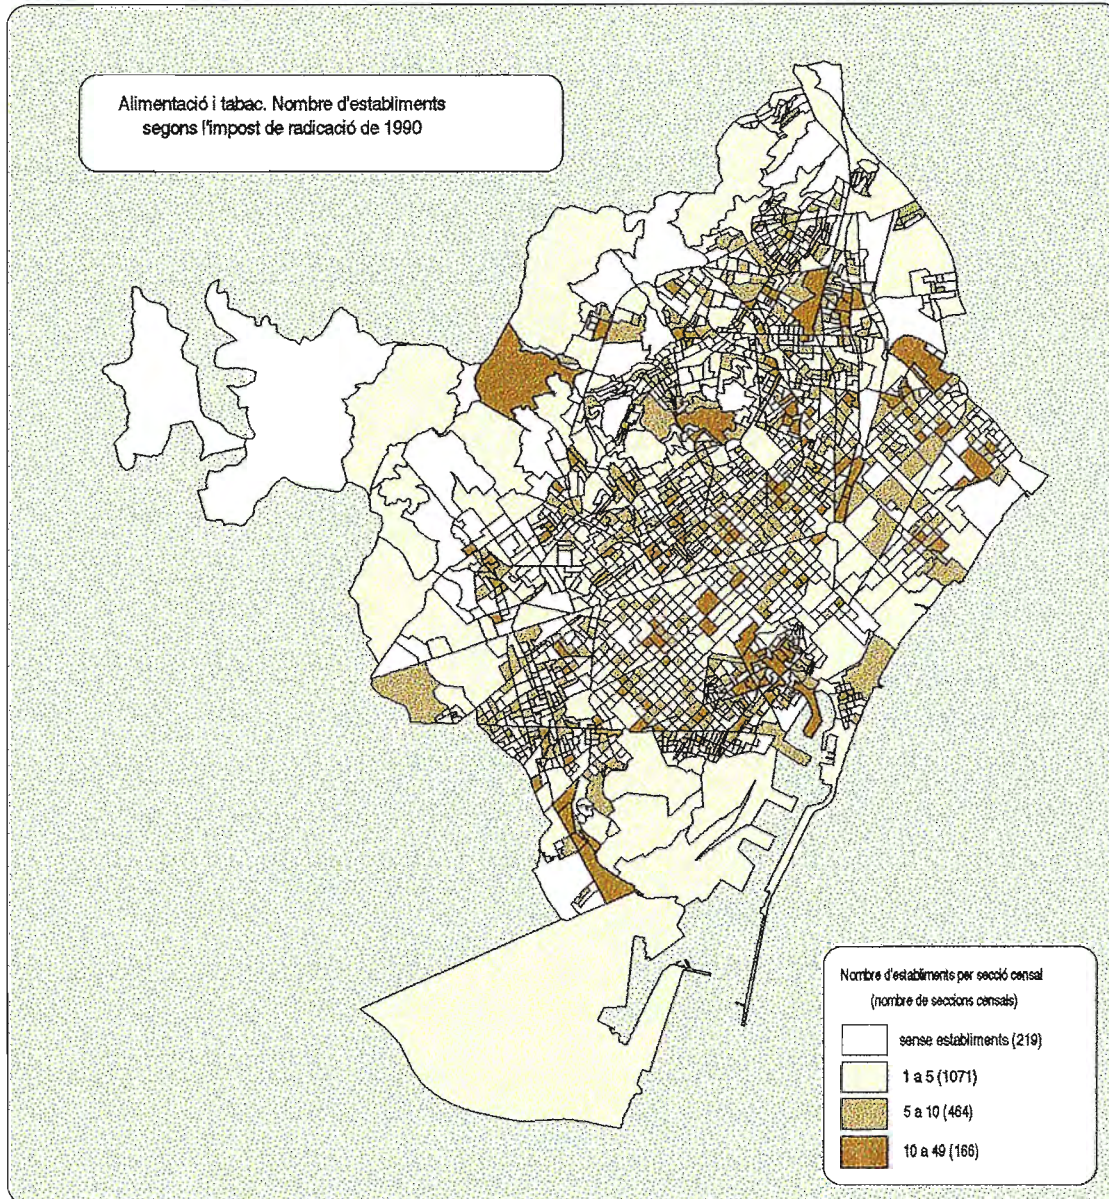 Alimentació i tabac. Nombre d'establiments
segons l'impost de radicació de 1990
Nombre d'establiments per secció censal
(nombre de seccions censals)
sense establiments (219)
1 a 5 (1071)
5 a 10 (464)
10 a 49 (166)